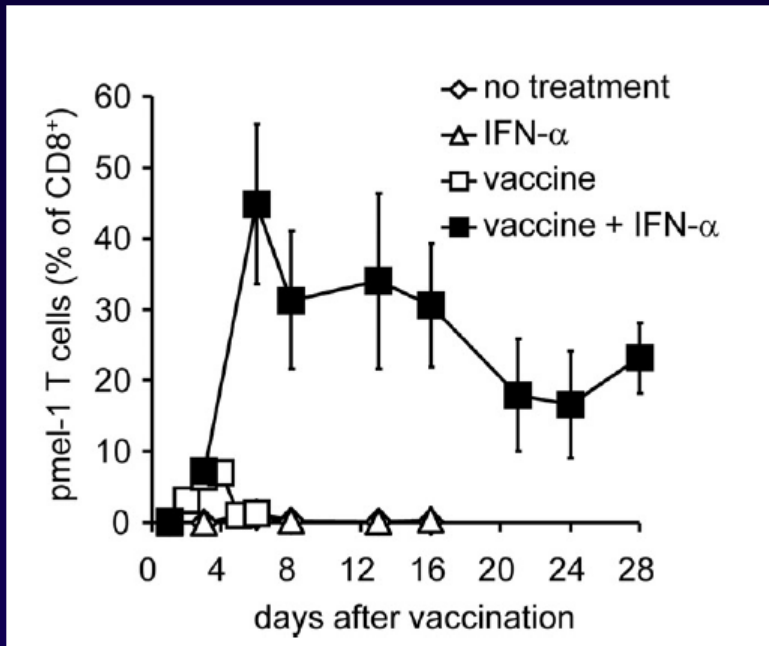 60
50
40
30
20
10
0
pmel-1 T cells (% of CD8⁺)
no treatment
IFN-α
vaccine
vaccine + IFN-α
0 4 8 12 16 20 24 28
days after vaccination